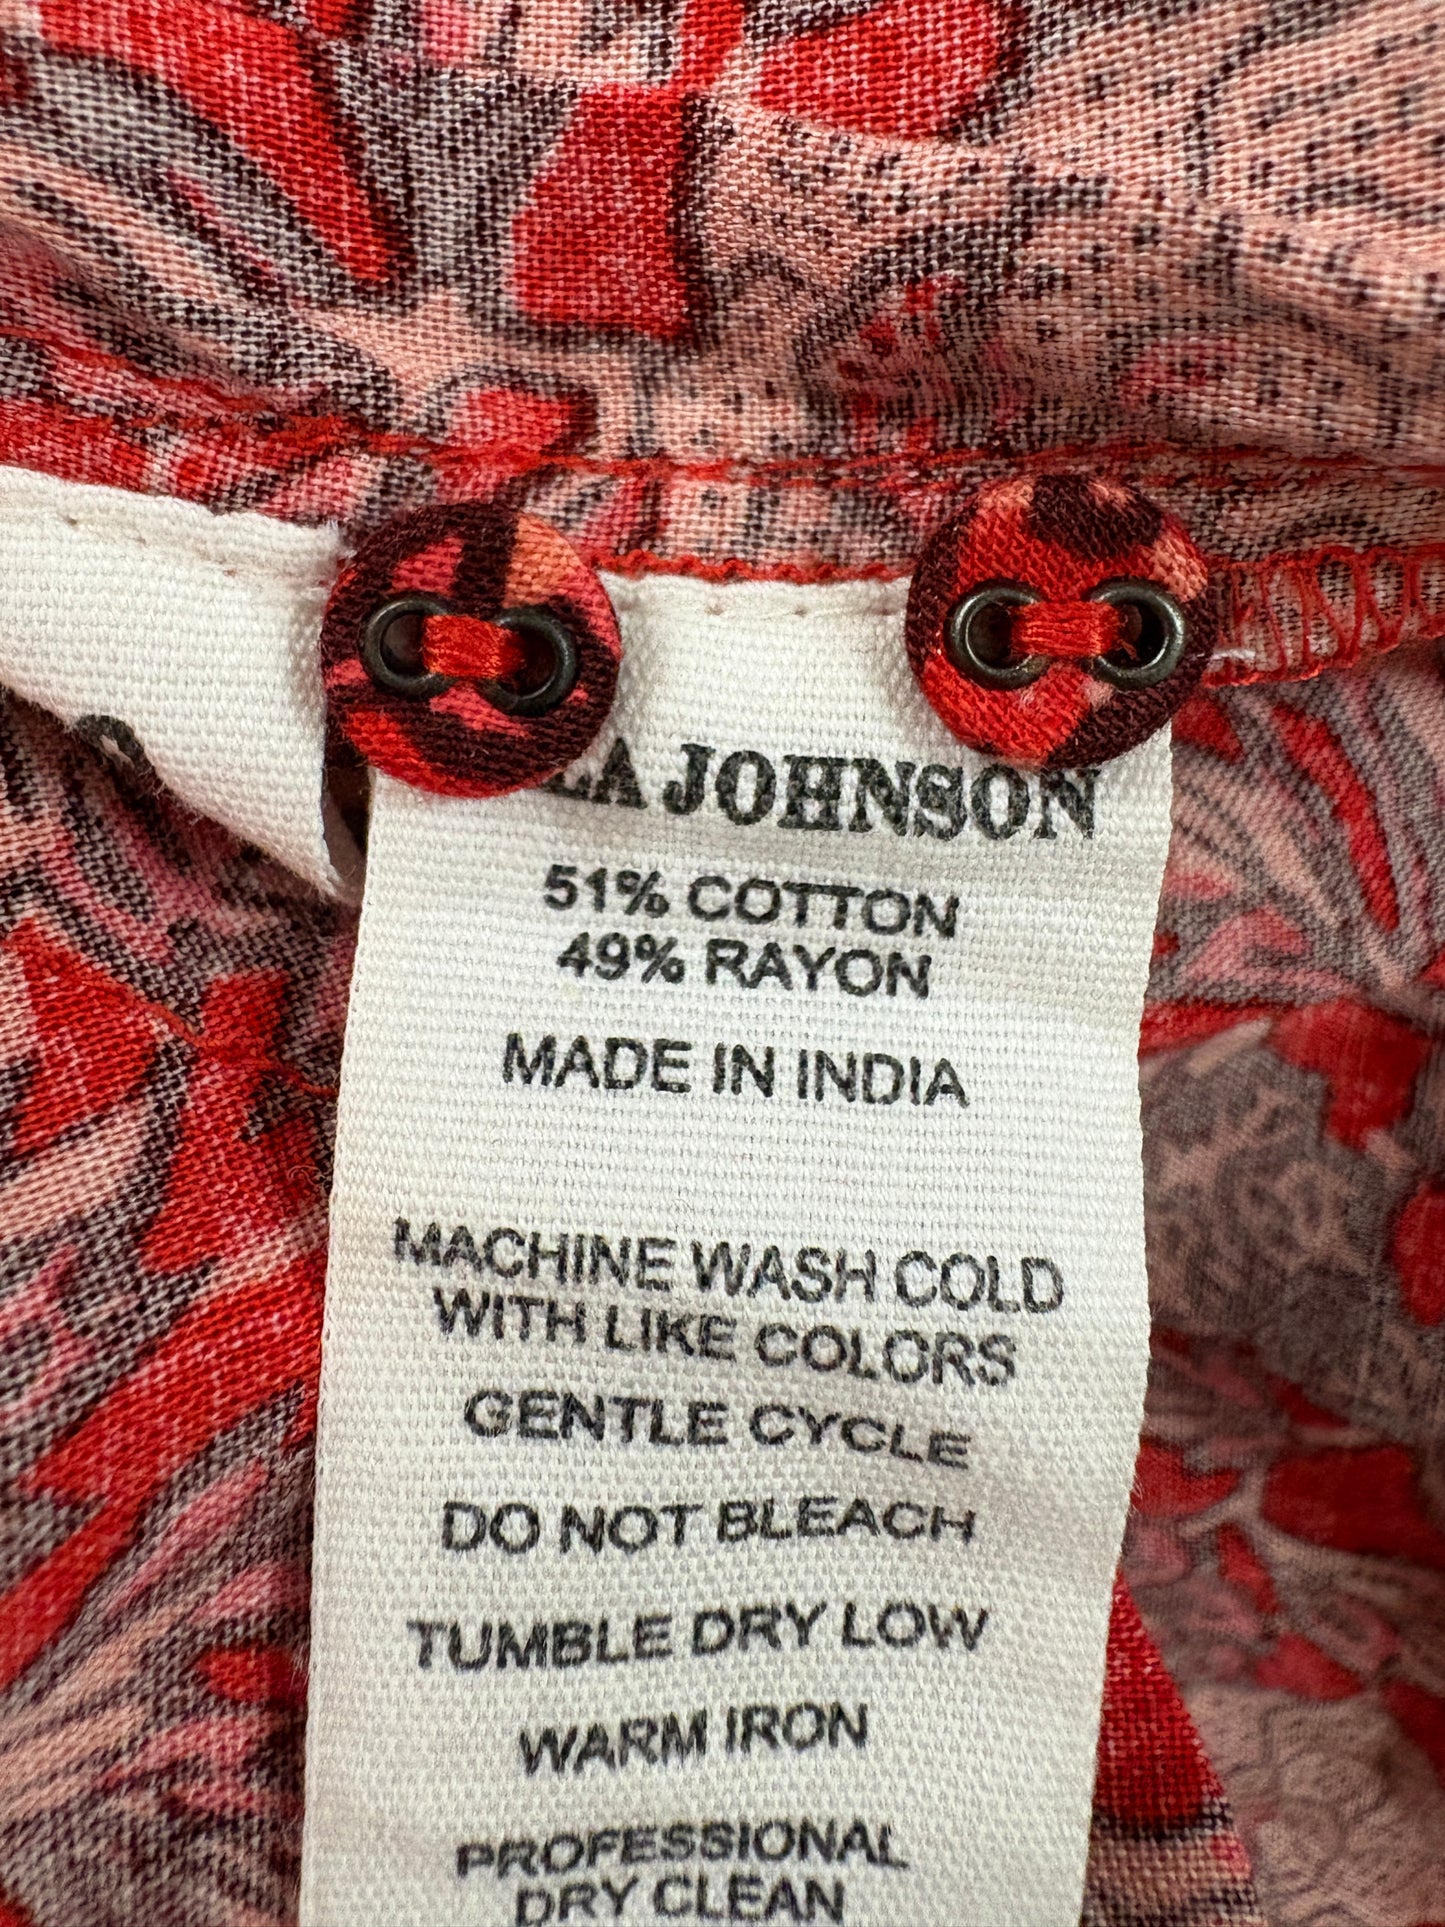 LA JOHNSON
51% COTTON
49% RAYON
MADE IN INDIA
MACHINE WASH COLD
WITH LIKE COLORS
GENTLE CYCLE
DO NOT BLEACH
TUMBLE DRY LOW
WARM IRON
PROFESSIONAL
DRY CLEAN